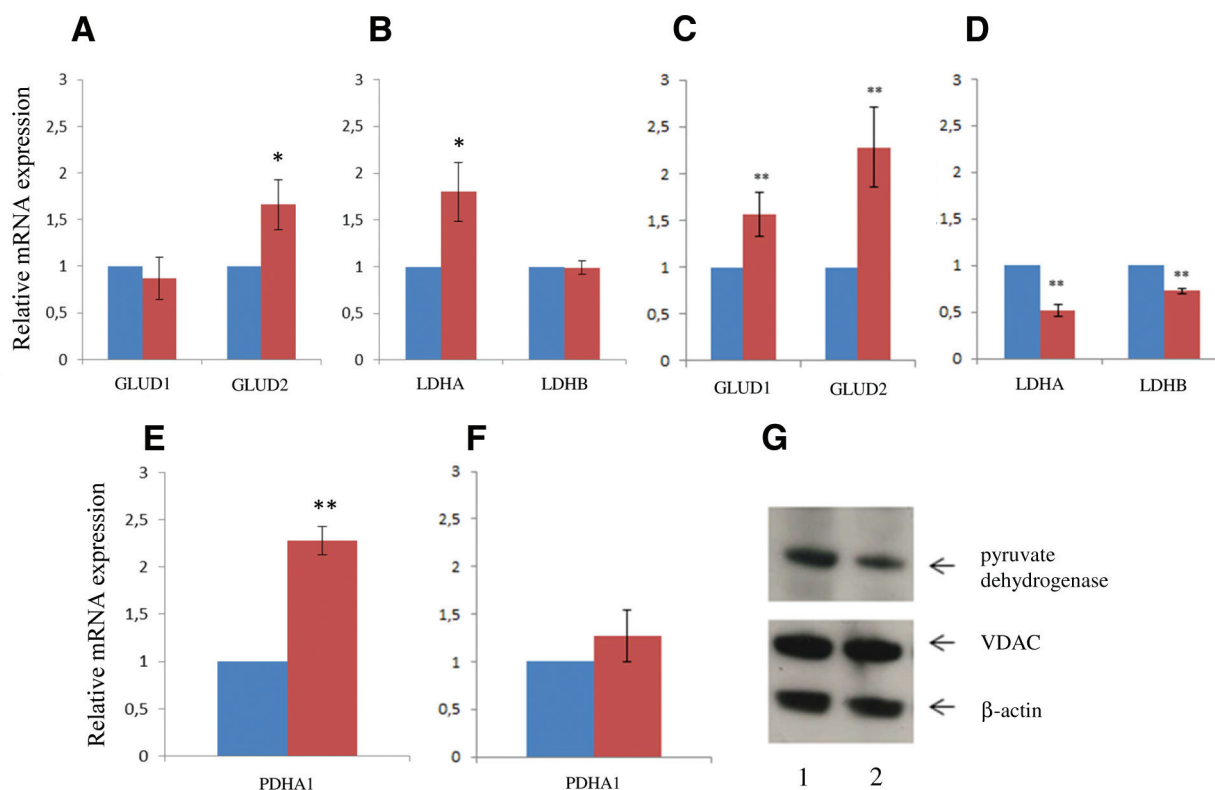 A
B
C
D
Relative mRNA expression
3
2,5
2
1,5
1
0,5
0
*
GLUD1
GLUD2
3
2,5
2
1,5
1
0,5
0
*
LDHA
LDHB
3
2,5
2
1,5
1
0,5
0
**
**
GLUD1
GLUD2
3
2,5
2
1,5
1
0,5
0
**
**
LDHA
LDHB
E
F
G
Relative mRNA expression
3
2,5
2
1,5
1
0,5
0
**
PDHA1
3
2,5
2
1,5
1
0,5
0
PDHA1
pyruvate
dehydrogenase
VDAC
β-actin
1 2